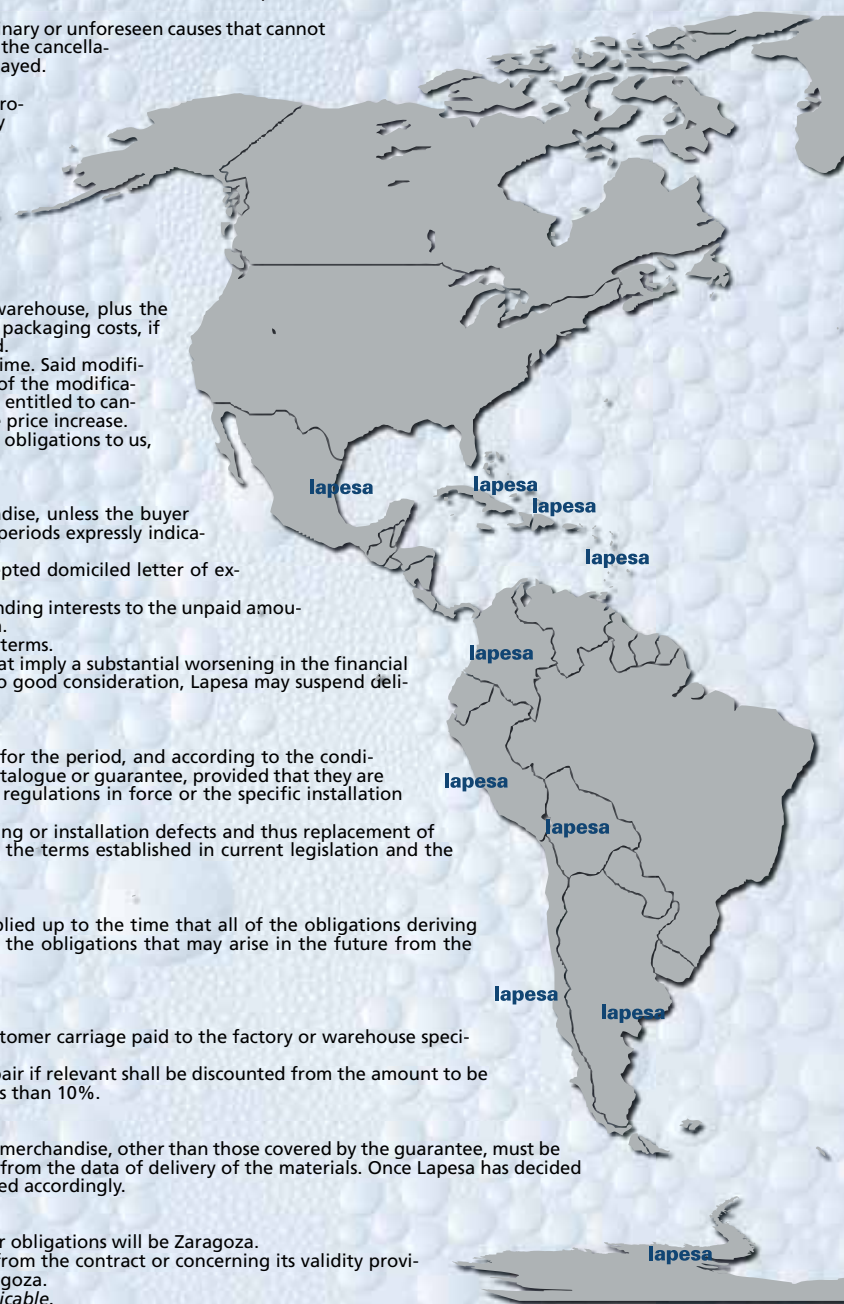 nary or unforeseen causes that cannot
the cancella-
ayed.
ro-
y
warehouse, plus the
packaging costs, if
d.
ime. Said modifi-
of the modifica-
entitled to can-
price increase.
obligations to us,
lapesa
lapesa
lapesa
dise, unless the buyer
periods expressly indica-
lapesa
epted domiciled letter of ex-
nding interests to the unpaid amou-
n.
terms.
at imply a substantial worsening in the financial
o good consideration, Lapesa may suspend deli-
lapesa
for the period, and according to the condi-
talogue or guarantee, provided that they are
regulations in force or the specific installation
lapesa
ing or installation defects and thus replacement of
the terms established in current legislation and the
lapesa
plied up to the time that all of the obligations deriving
the obligations that may arise in the future from the
lapesa
lapesa
stomer carriage paid to the factory or warehouse speci-
pair if relevant shall be discounted from the amount to be
s than 10%.
merchandise, other than those covered by the guarantee, must be
from the data of delivery of the materials. Once Lapesa has decided
ed accordingly.
r obligations will be Zaragoza.
from the contract or concerning its validity provi-
goza.
icable.
lapesa